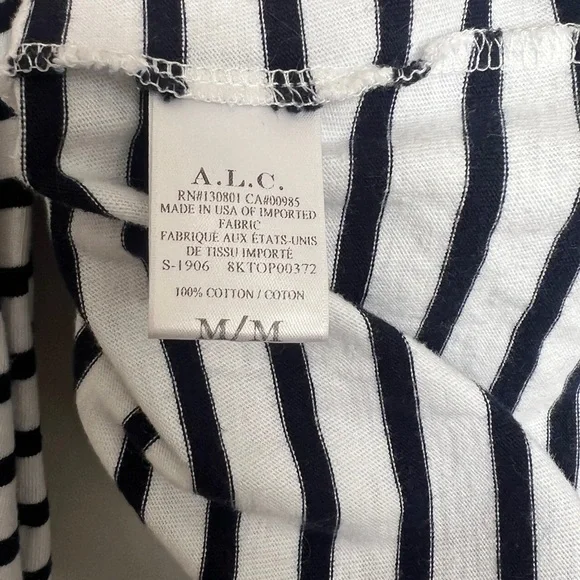 A.L.C.
RN#130801 CA#00985
MADE IN USA OF IMPORTED
FABRIC
FABRIQUÉ AUX ÉTATS-UNIS
DE TISSU IMPORTÉ
S-1906 8KTOP00372
100% COTTON / COTON
M/M